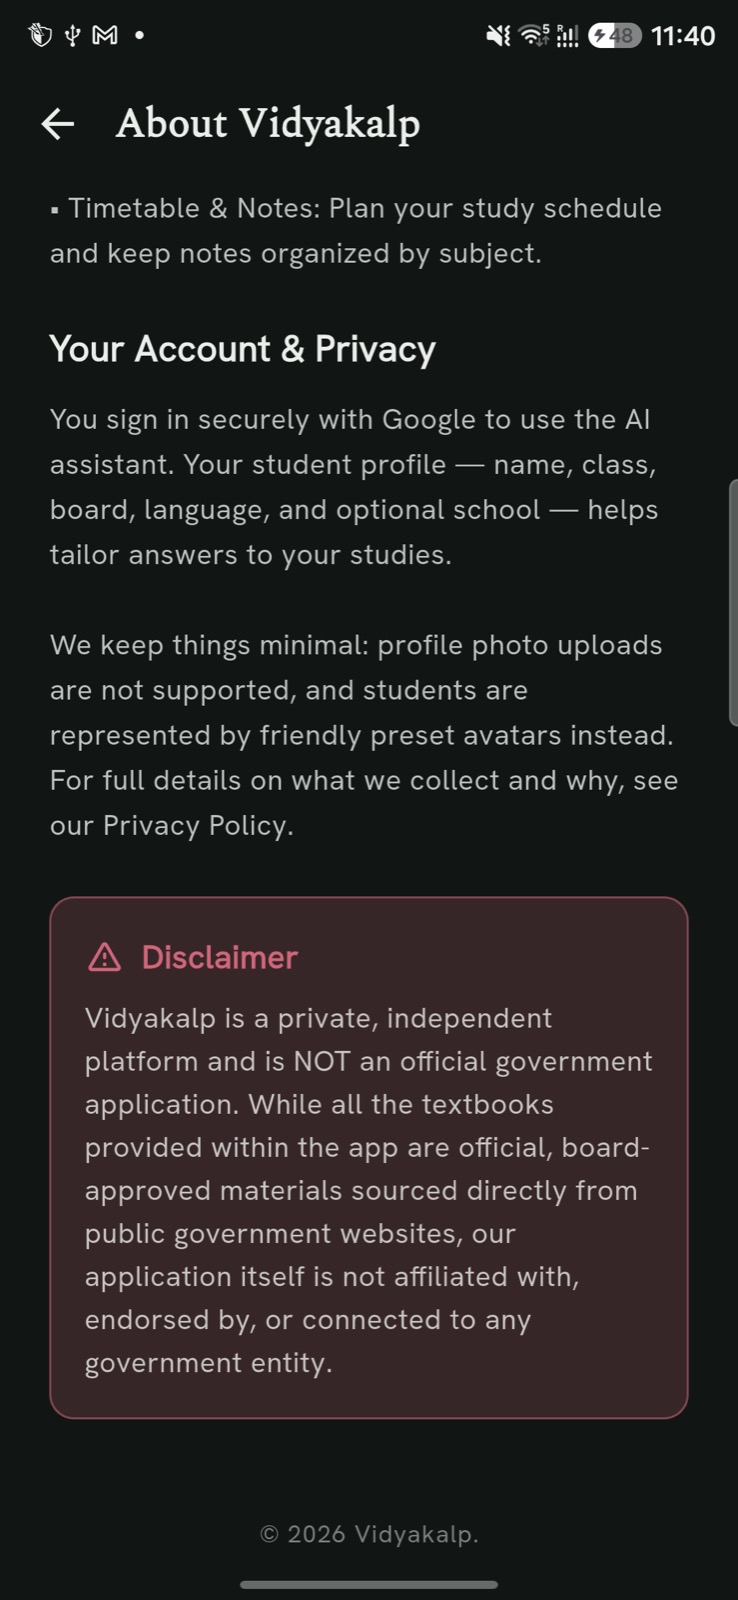 48 11:40
About Vidyakalp
▪ Timetable & Notes: Plan your study schedule
and keep notes organized by subject.
Your Account & Privacy
You sign in securely with Google to use the AI
assistant. Your student profile — name, class,
board, language, and optional school — helps
tailor answers to your studies.
We keep things minimal: profile photo uploads
are not supported, and students are
represented by friendly preset avatars instead.
For full details on what we collect and why, see
our Privacy Policy.
Disclaimer
Vidyakalp is a private, independent
platform and is NOT an official government
application. While all the textbooks
provided within the app are official, board-
approved materials sourced directly from
public government websites, our
application itself is not affiliated with,
endorsed by, or connected to any
government entity.
© 2026 Vidyakalp.